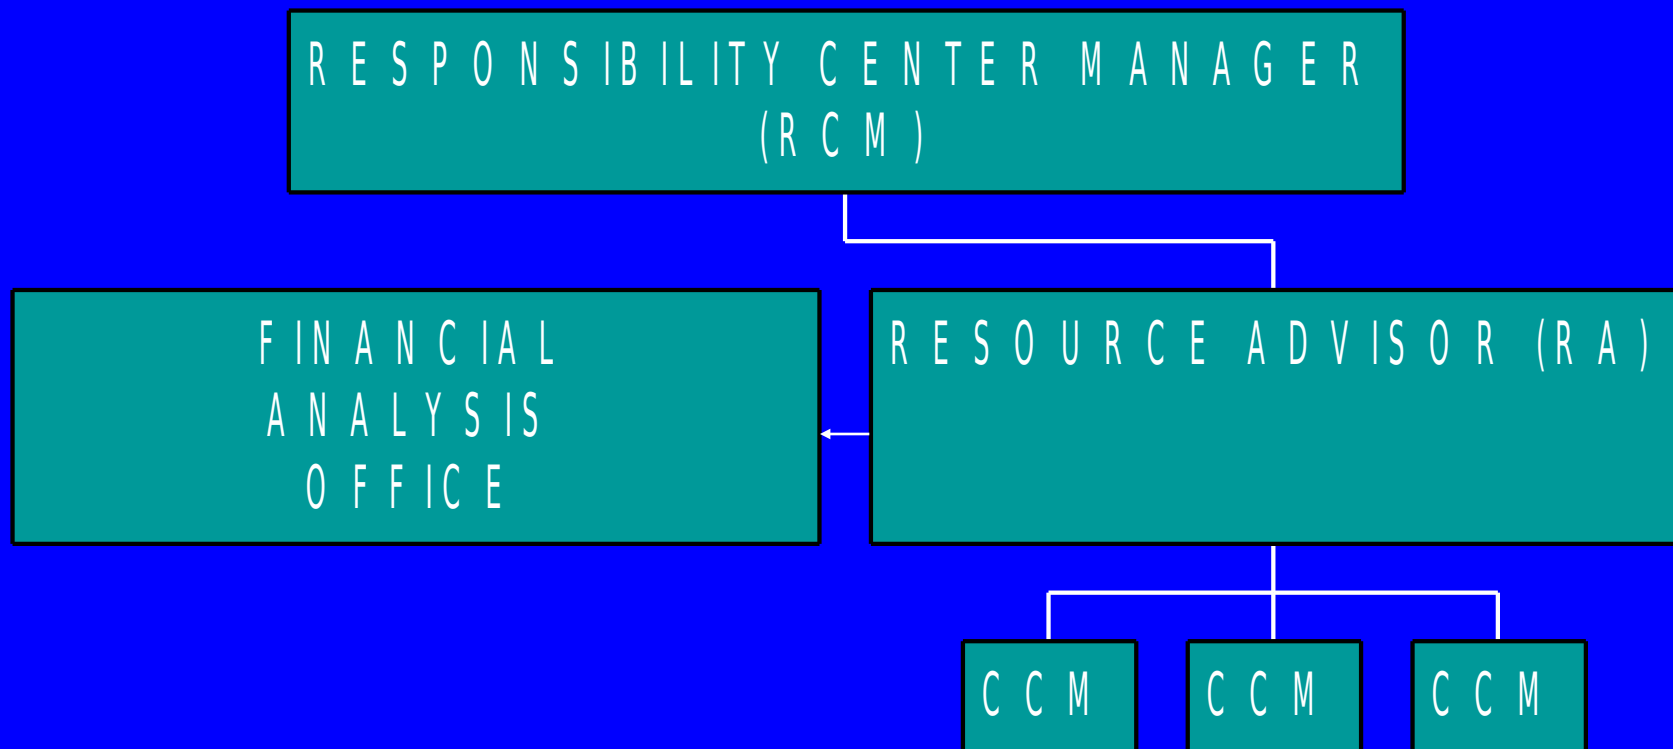 RESPONSIBILITY CENTER MANAGER
(RCM)
FINANCIAL
ANALYSIS
OFFICE
RESOURCE ADVISOR (RA)
CCM
CCM
CCM